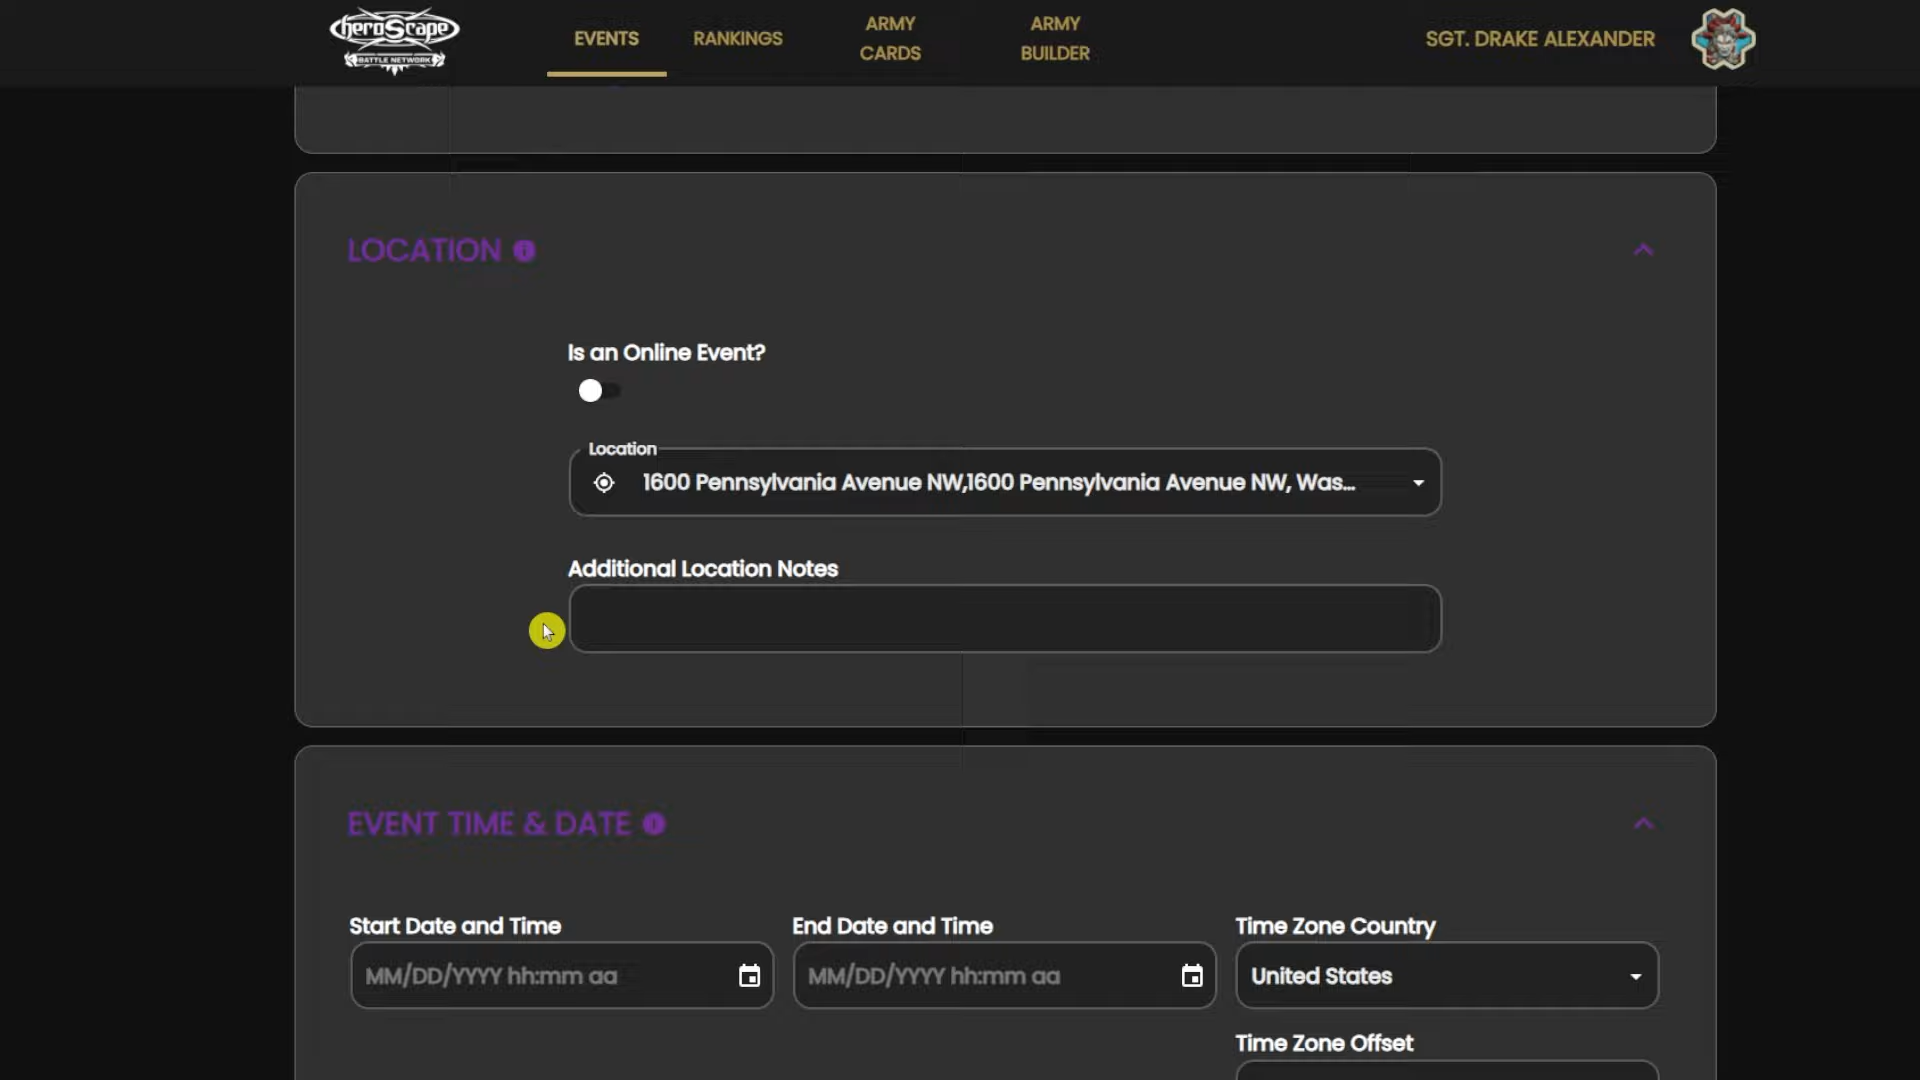 heroScape
BATTLE NETWORK
EVENTS
RANKINGS
ARMY
CARDS
ARMY
BUILDER
SGT. DRAKE ALEXANDER
LOCATION
Is an Online Event?
Location
1600 Pennsylvania Avenue NW,1600 Pennsylvania Avenue NW, Was...
Additional Location Notes
EVENT TIME & DATE
Start Date and Time
End Date and Time
Time Zone Country
MM/DD/YYYY hh:mm aa
MM/DD/YYYY hh:mm aa
United States
Time Zone Offset